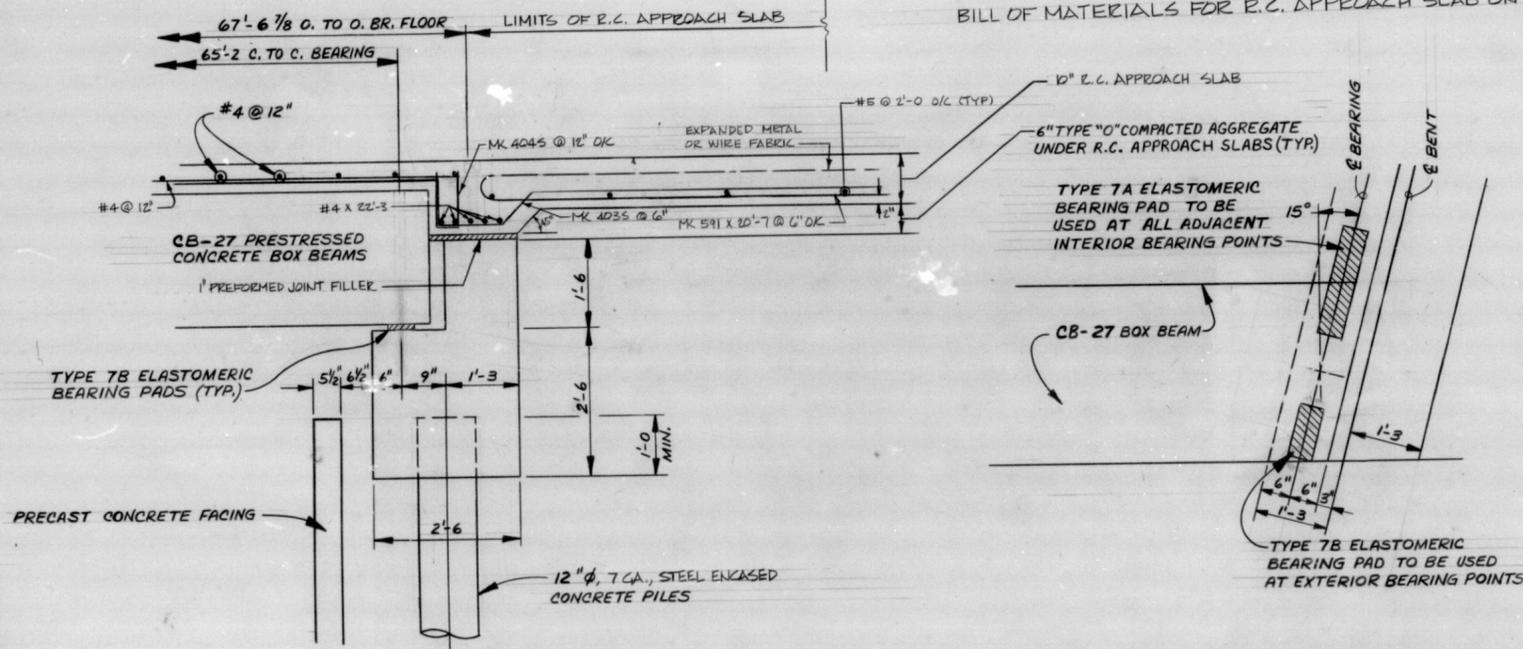 67'-6 7/8 O. TO O. BR. FLOOR
LIMITS OF R.C. APPROACH SLAB
BILL OF MATERIALS FOR R.C. APPROACH SLAB ON
65'-2 C. TO C. BEARING
#4 @ 12"
MK 4045 @ 12" O/C
EXPANDED METAL
OR WIRE FABRIC
#5 @ 2'-0 O/C (TYP)
10" R.C. APPROACH SLAB
6" TYPE "O" COMPACTED AGGREGATE
UNDER R.C. APPROACH SLABS (TYP.)
#4 @ 12"
#4 X 22'-3
MK 4035 @ 6"
MK 591 X 20'-7 @ 6" O/C
2"
CB-27 PRESTRESSED
CONCRETE BOX BEAMS
1" PREFORMED JOINT FILLER
1'-6
TYPE 7B ELASTOMERIC
BEARING PADS (TYP.)
5½"
6½"
9"
1'-3
2'-6
1'-0
MIN.
PRECAST CONCRETE FACING
2'-6
12"ϕ, 7 GA., STEEL ENCASED
CONCRETE PILES
℄ BEARING
℄ BENT
TYPE 7A ELASTOMERIC
BEARING PAD TO BE
USED AT ALL ADJACENT
INTERIOR BEARING POINTS
15°
CB-27 BOX BEAM
1'-3
6"
6"
3"
1'-3
TYPE 7B ELASTOMERIC
BEARING PAD TO BE USED
AT EXTERIOR BEARING POINTS